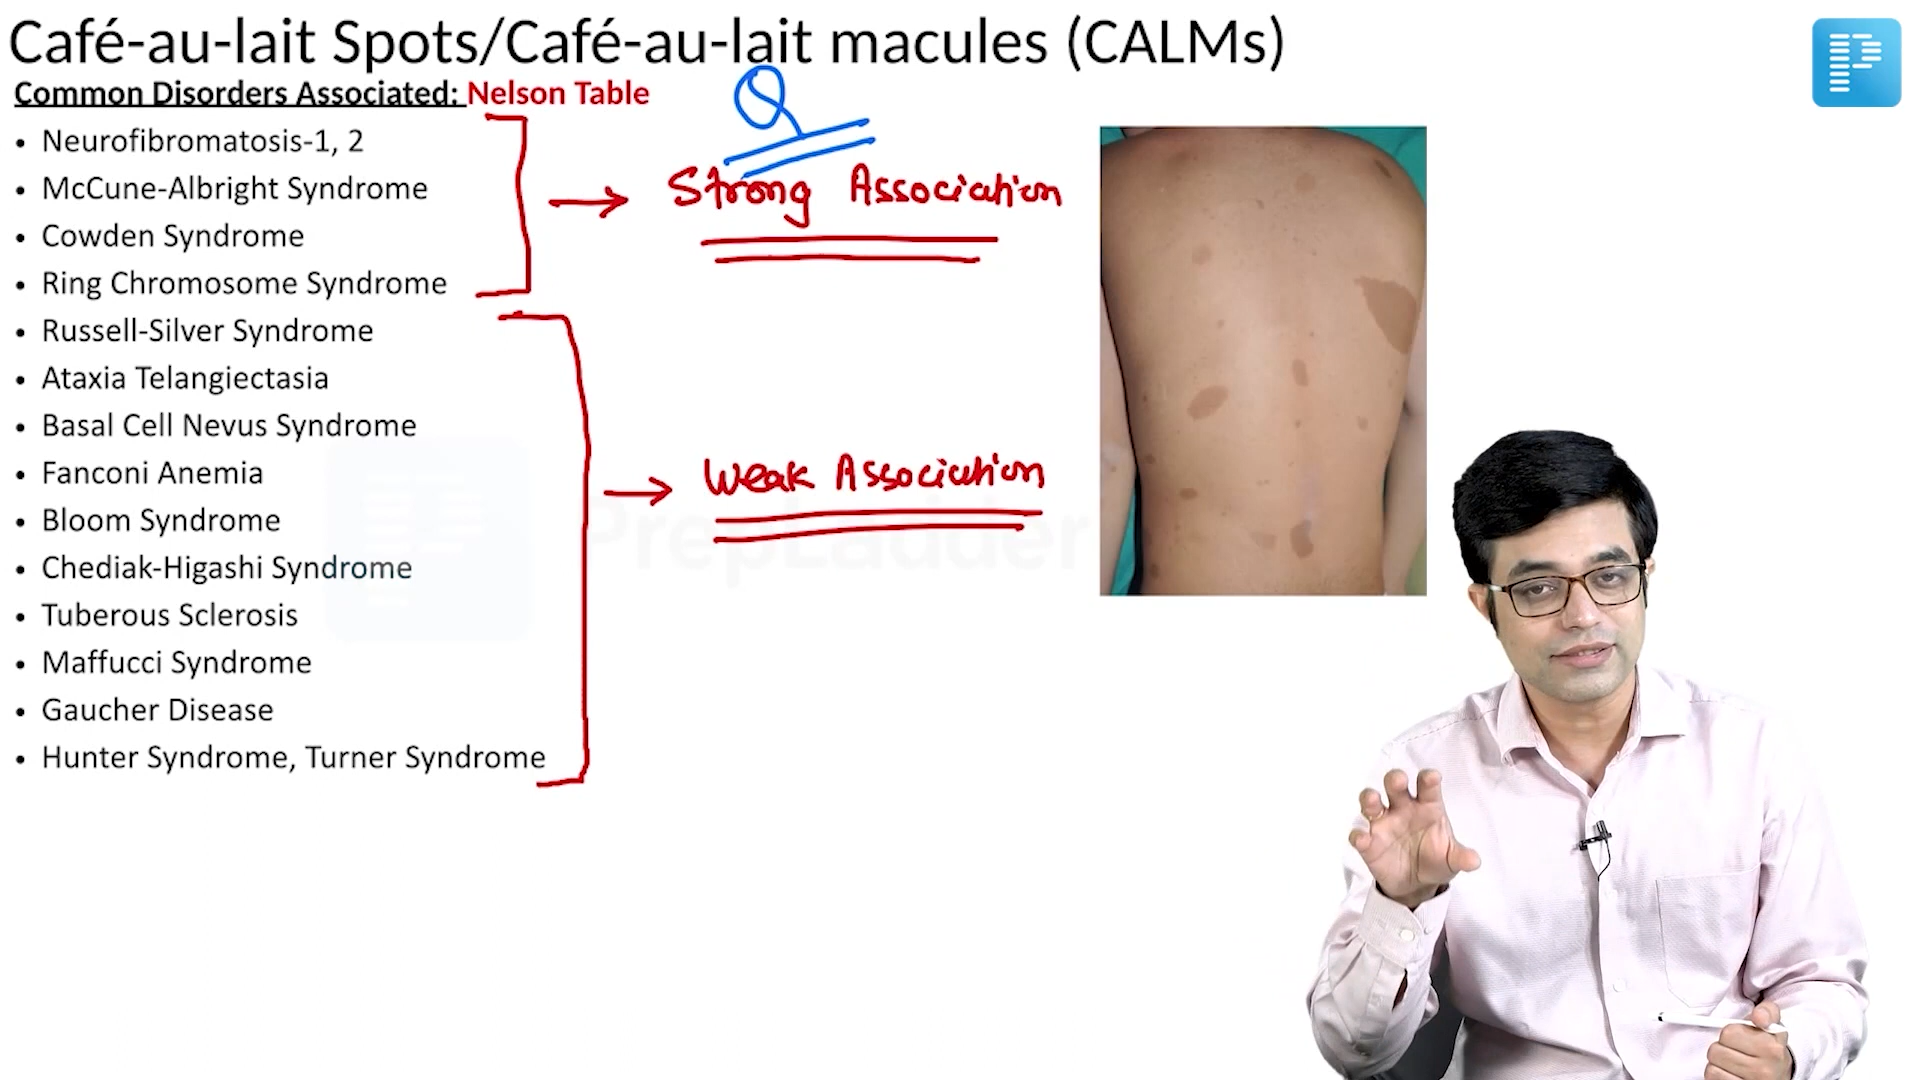 Café-au-lait Spots/Café-au-lait macules (CALMs)
Common Disorders Associated: Nelson Table
• Neurofibromatosis-1, 2
• McCune-Albright Syndrome
• Cowden Syndrome
• Ring Chromosome Syndrome
• Russell-Silver Syndrome
• Ataxia Telangiectasia
• Basal Cell Nevus Syndrome
• Fanconi Anemia
• Bloom Syndrome
• Chediak-Higashi Syndrome
• Tuberous Sclerosis
• Maffucci Syndrome
• Gaucher Disease
• Hunter Syndrome, Turner Syndrome
Q
→ Strong Association
→ Weak Association
PrepLadder